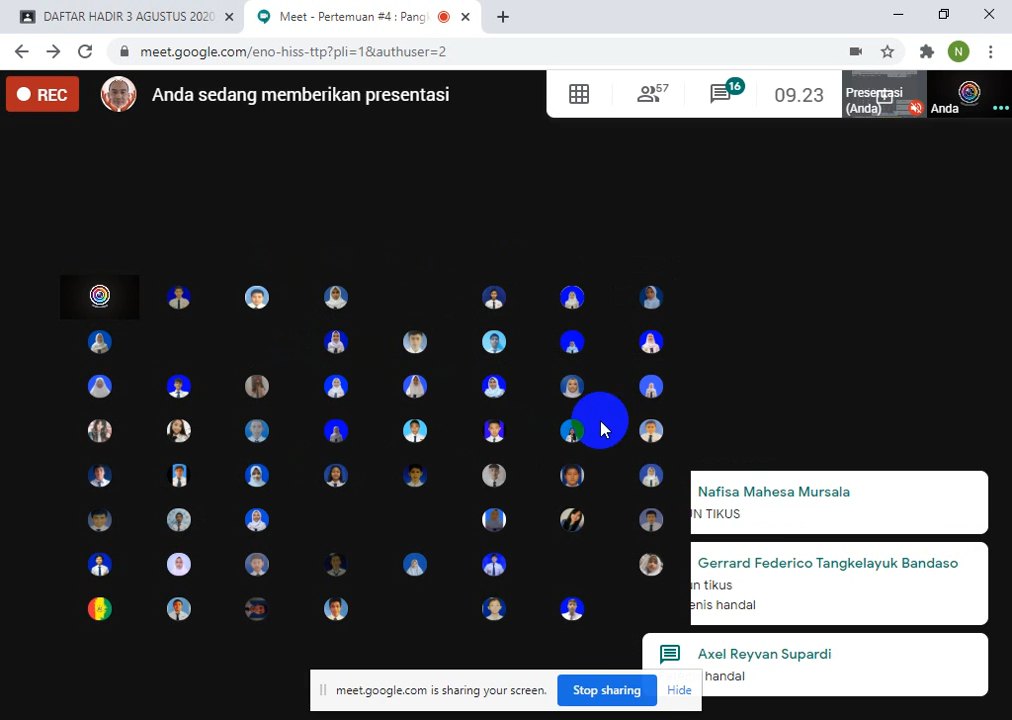 DAFTAR HADIR 3 AGUSTUS 2020
Meet - Pertemuan #4 : Pangk
meet.google.com/eno-hiss-ttp?pli=1&authuser=2
N
REC
Anda sedang memberikan presentasi
57
16
09.23
Presentasi
(Anda)
Anda
Nafisa Mahesa Mursala
TIKUS
Gerrard Federico Tangkelayuk Bandaso
tikus
handal
Axel Reyvan Supardi
handal
meet.google.com is sharing your screen.
Stop sharing
Hide